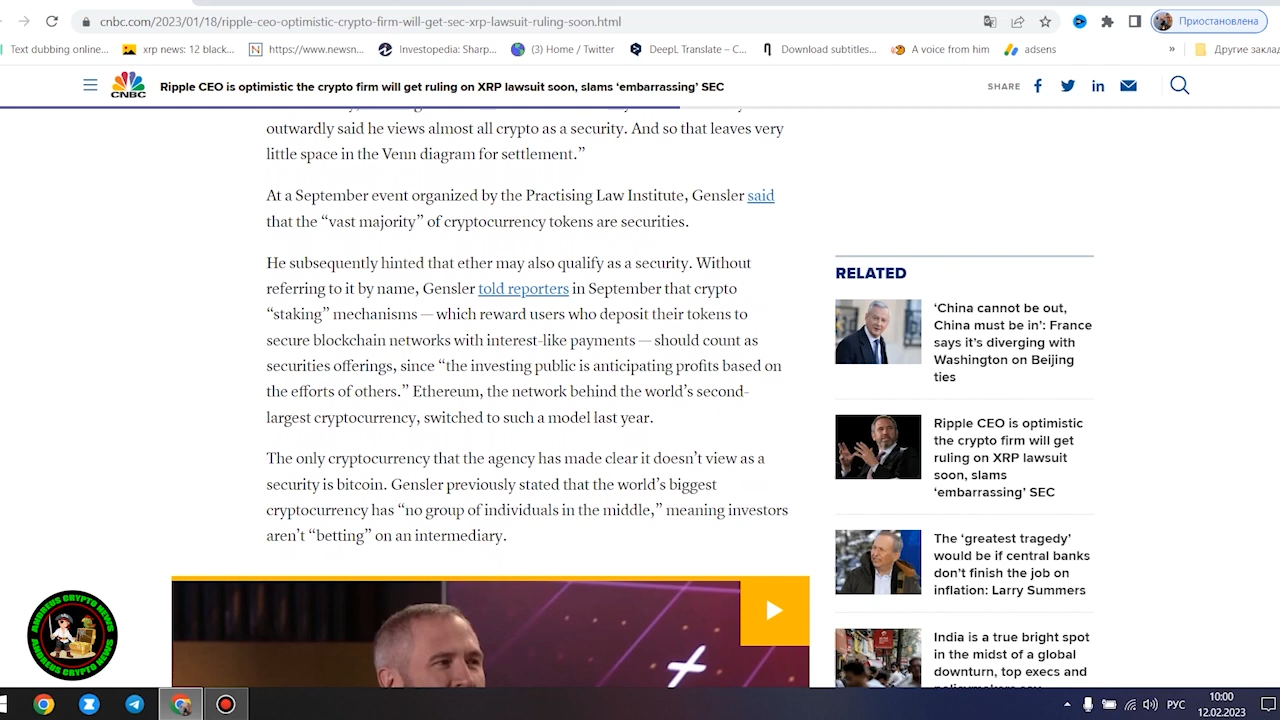 cnbc.com/2023/01/18/ripple-ceo-optimistic-crypto-firm-will-get-sec-xrp-lawsuit-ruling-soon.html
Приостановлена
Text dubbing online...
xrp news: 12 black...
https://www.newsn...
Investopedia: Sharp...
(3) Home / Twitter
DeepL Translate – C...
Download subtitles...
A voice from him
adsens
»
Другие закла
CNBC
Ripple CEO is optimistic the crypto firm will get ruling on XRP lawsuit soon, slams ‘embarrassing’ SEC
SHARE
outwardly said he views almost all crypto as a security. And so that leaves very
little space in the Venn diagram for settlement.”
At a September event organized by the Practising Law Institute, Gensler said
that the “vast majority” of cryptocurrency tokens are securities.
He subsequently hinted that ether may also qualify as a security. Without
referring to it by name, Gensler told reporters in September that crypto
“staking” mechanisms — which reward users who deposit their tokens to
secure blockchain networks with interest-like payments — should count as
securities offerings, since “the investing public is anticipating profits based on
the efforts of others.” Ethereum, the network behind the world’s second-
largest cryptocurrency, switched to such a model last year.
The only cryptocurrency that the agency has made clear it doesn’t view as a
security is bitcoin. Gensler previously stated that the world’s biggest
cryptocurrency has “no group of individuals in the middle,” meaning investors
aren’t “betting” on an intermediary.
RELATED
‘China cannot be out,
China must be in’: France
says it’s diverging with
Washington on Beijing
ties
Ripple CEO is optimistic
the crypto firm will get
ruling on XRP lawsuit
soon, slams
‘embarrassing’ SEC
The ‘greatest tragedy’
would be if central banks
don’t finish the job on
inflation: Larry Summers
India is a true bright spot
in the midst of a global
downturn, top execs and
ANDREUS CRYPTO NEWS
ANDREUS CRYPTO NEWS
РУС
10:00
12.02.2023